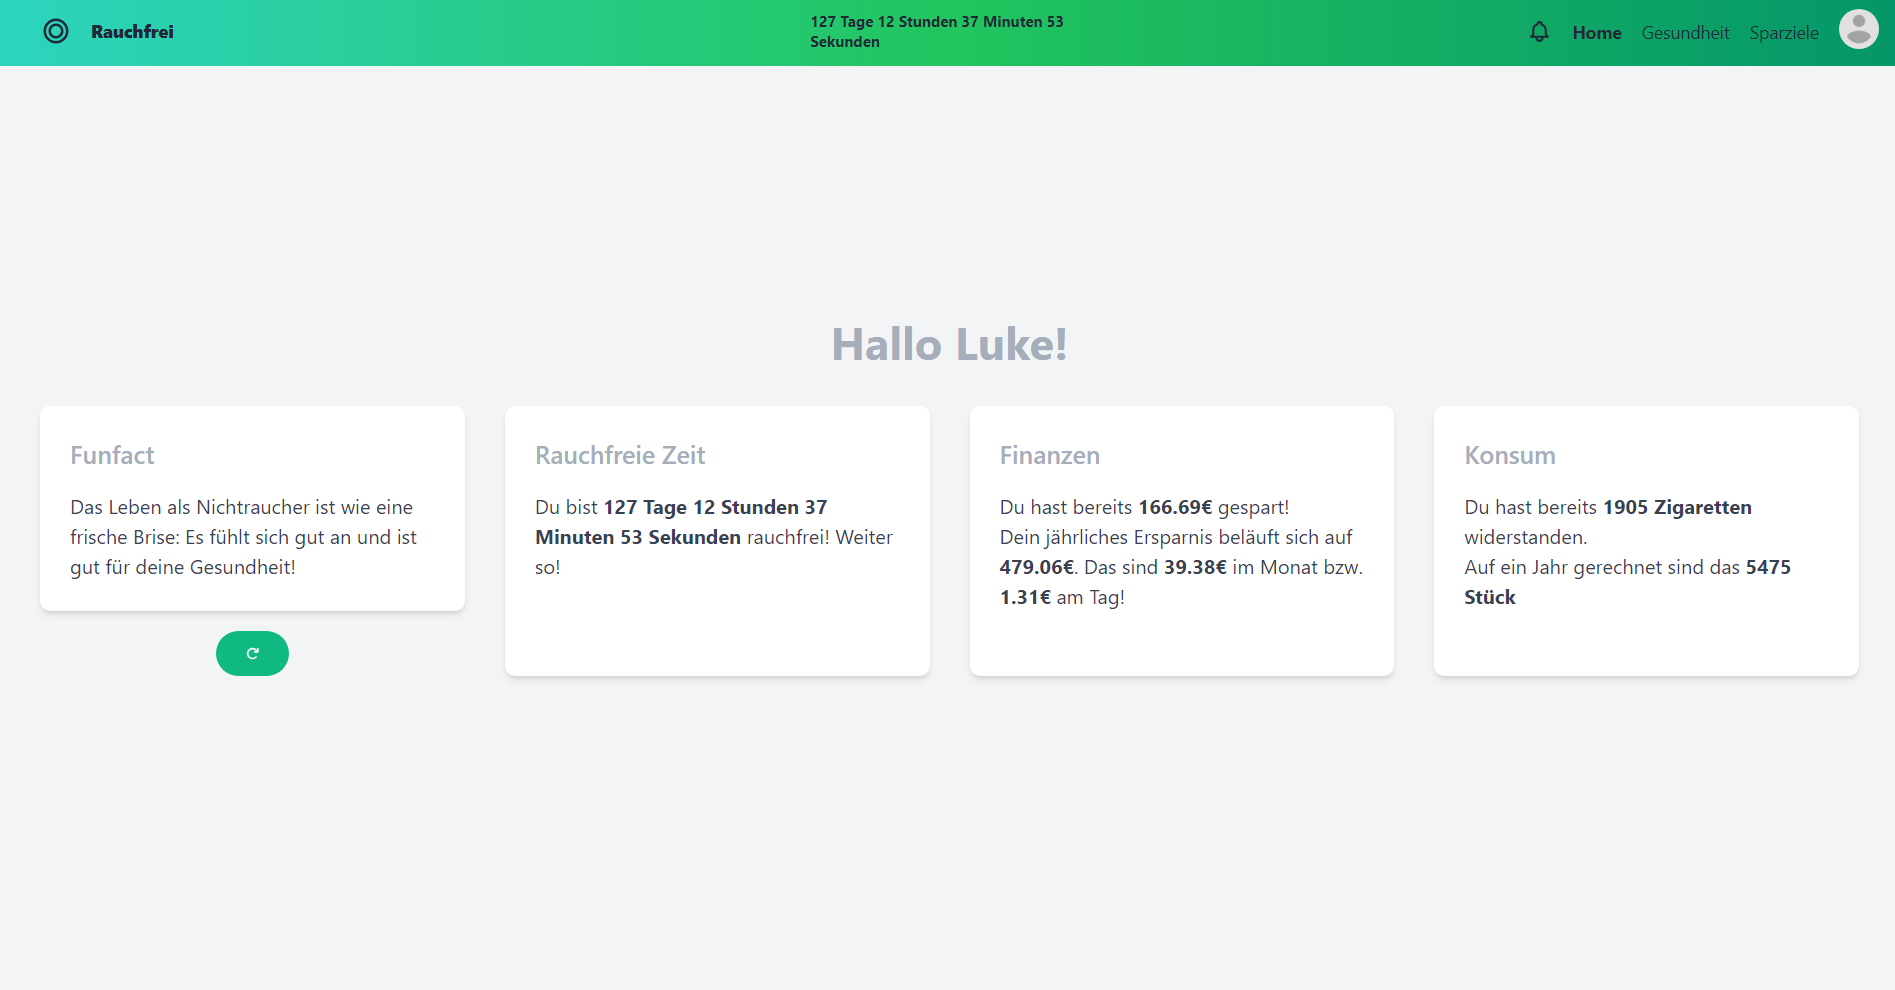 Rauchfrei
127 Tage 12 Stunden 37 Minuten 53
Sekunden
Home
Gesundheit
Sparziele
Hallo Luke!
Funfact
Das Leben als Nichtraucher ist wie eine
frische Brise: Es fühlt sich gut an und ist
gut für deine Gesundheit!
Rauchfreie Zeit
Du bist 127 Tage 12 Stunden 37
Minuten 53 Sekunden rauchfrei! Weiter
so!
Finanzen
Du hast bereits 166.69€ gespart!
Dein jährliches Ersparnis beläuft sich auf
479.06€. Das sind 39.38€ im Monat bzw.
1.31€ am Tag!
Konsum
Du hast bereits 1905 Zigaretten
widerstanden.
Auf ein Jahr gerechnet sind das 5475
Stück